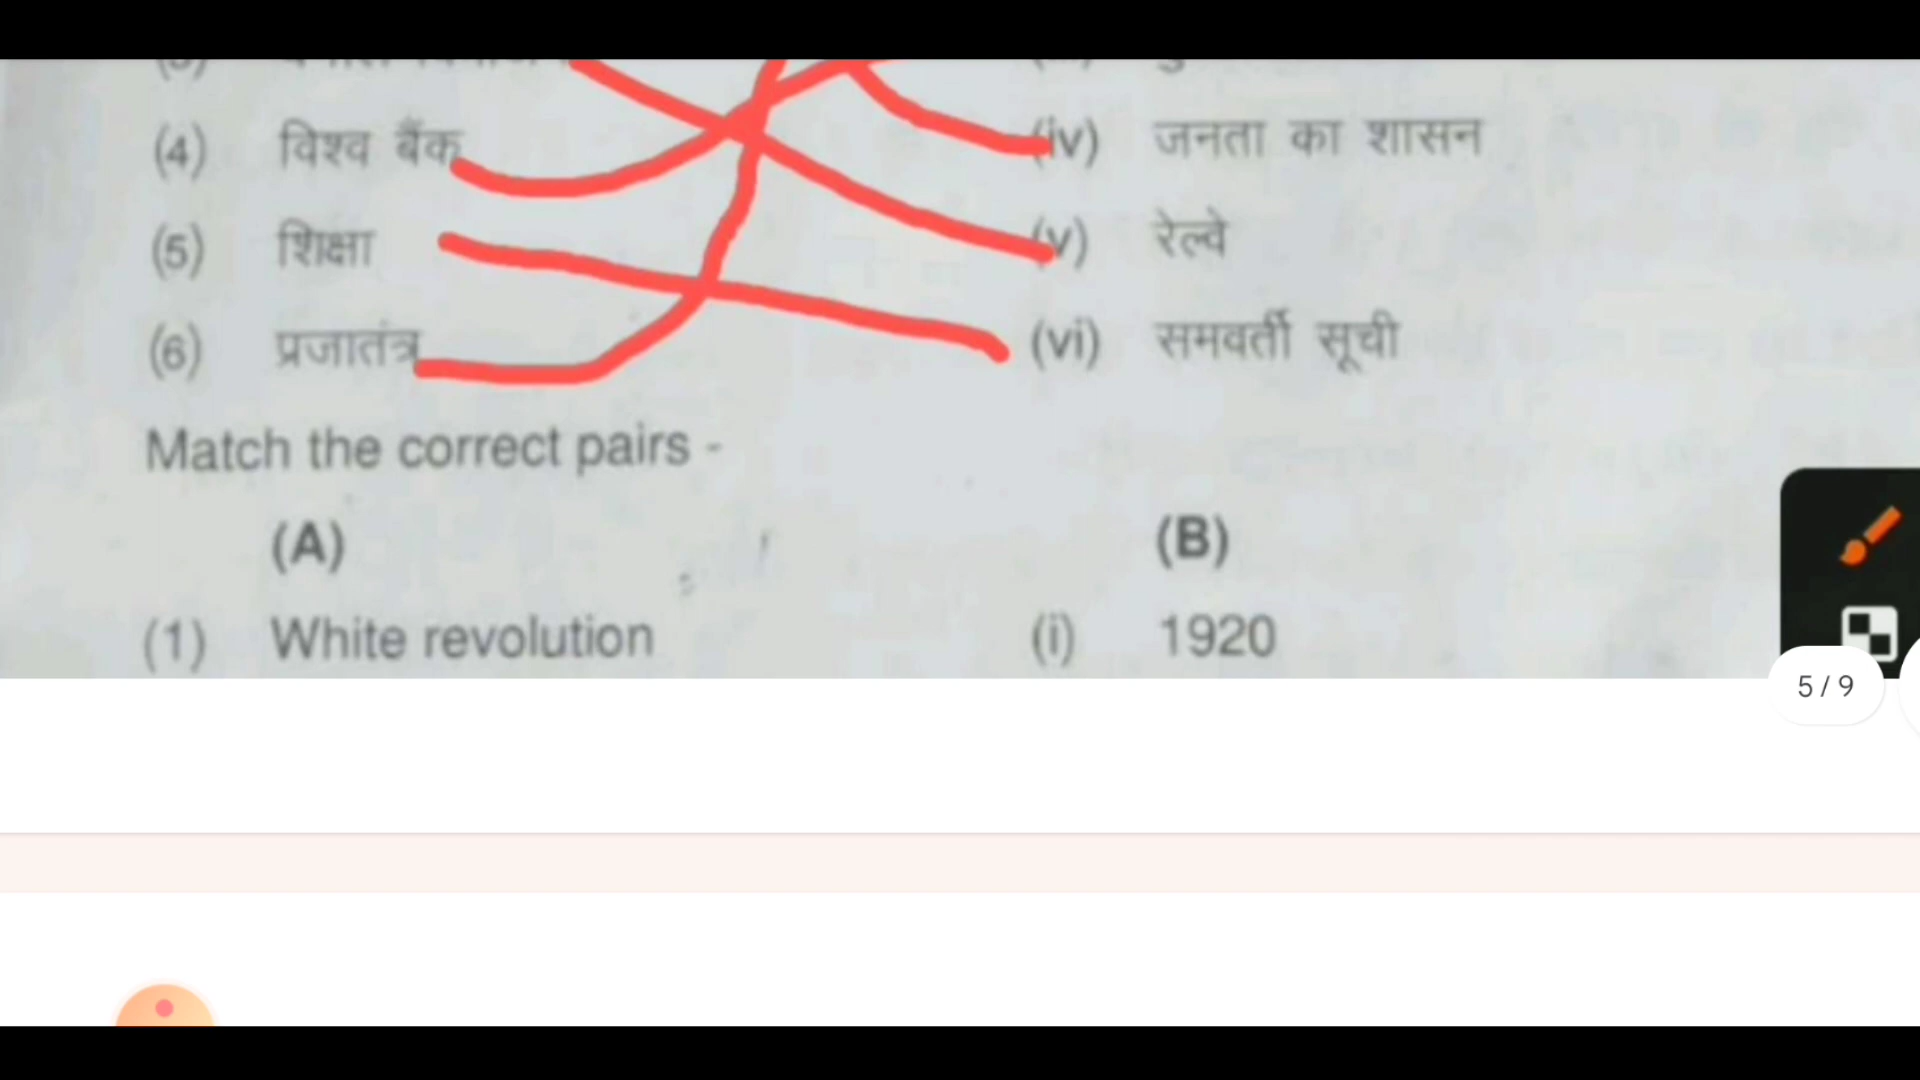 (4) विश्व बैंक (iv) जनता का शासन
(5) शिक्षा (v) रेल्वे
(6) प्रजातंत्र (vi) समवर्ती सूची
Match the correct pairs -
(A) (B)
(1) White revolution (i) 1920
5 / 9